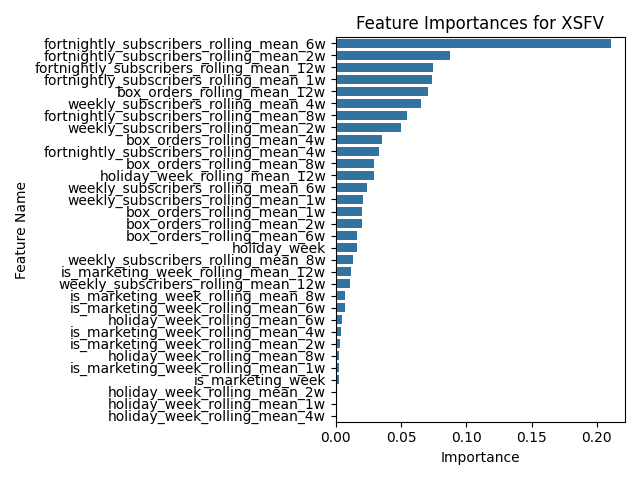 Feature Importances for XSFV
fortnightly_subscribers_rolling_mean_6w
fortnightly_subscribers_rolling_mean_2w
fortnightly_subscribers_rolling_mean_12w
fortnightly_subscribers_rolling_mean_1w
box_orders_rolling_mean_12w
weekly_subscribers_rolling_mean_4w
fortnightly_subscribers_rolling_mean_8w
weekly_subscribers_rolling_mean_2w
box_orders_rolling_mean_4w
fortnightly_subscribers_rolling_mean_4w
box_orders_rolling_mean_8w
holiday_week_rolling_mean_12w
weekly_subscribers_rolling_mean_6w
weekly_subscribers_rolling_mean_1w
box_orders_rolling_mean_1w
box_orders_rolling_mean_2w
box_orders_rolling_mean_6w
holiday_week
weekly_subscribers_rolling_mean_8w
is_marketing_week_rolling_mean_12w
weekly_subscribers_rolling_mean_12w
is_marketing_week_rolling_mean_8w
is_marketing_week_rolling_mean_6w
holiday_week_rolling_mean_6w
is_marketing_week_rolling_mean_4w
is_marketing_week_rolling_mean_2w
holiday_week_rolling_mean_8w
is_marketing_week_rolling_mean_1w
is_marketing_week
holiday_week_rolling_mean_2w
holiday_week_rolling_mean_1w
holiday_week_rolling_mean_4w
Feature Name
0.00 0.05 0.10 0.15 0.20
Importance